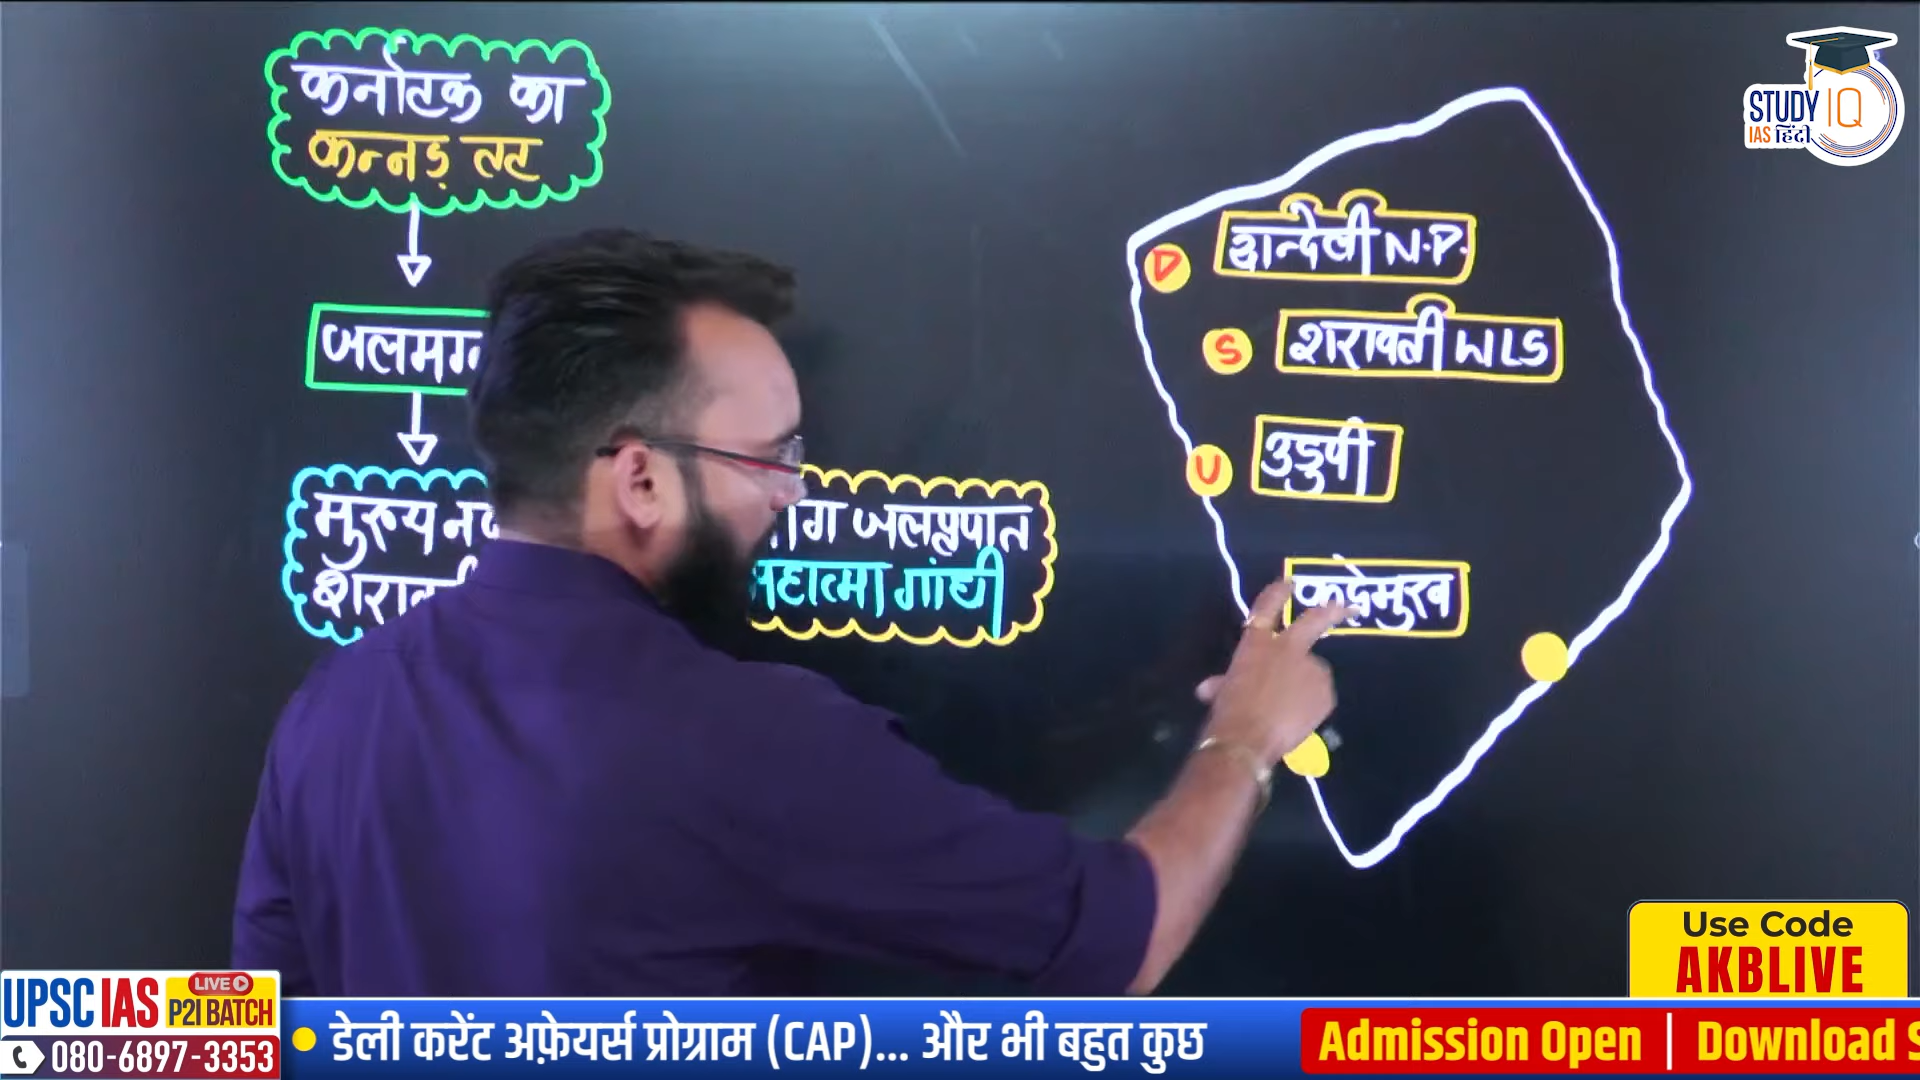 कर्नाटक का
कन्नड़ तट
जलमग्न
मुख्य
जलप्रपात
महात्मा गांधी
D
दान्देली N.P.
S
शरावती WLS
U
उडुपी
कुद्रेमुख
STUDY IQ
IAS हिंदी
Use Code
AKBLIVE
UPSC IAS
LIVE
P2I BATCH
080-6897-3353
डेली करेंट अफ़ेयर्स प्रोग्राम (CAP)... और भी बहुत कुछ
Admission Open | Download S